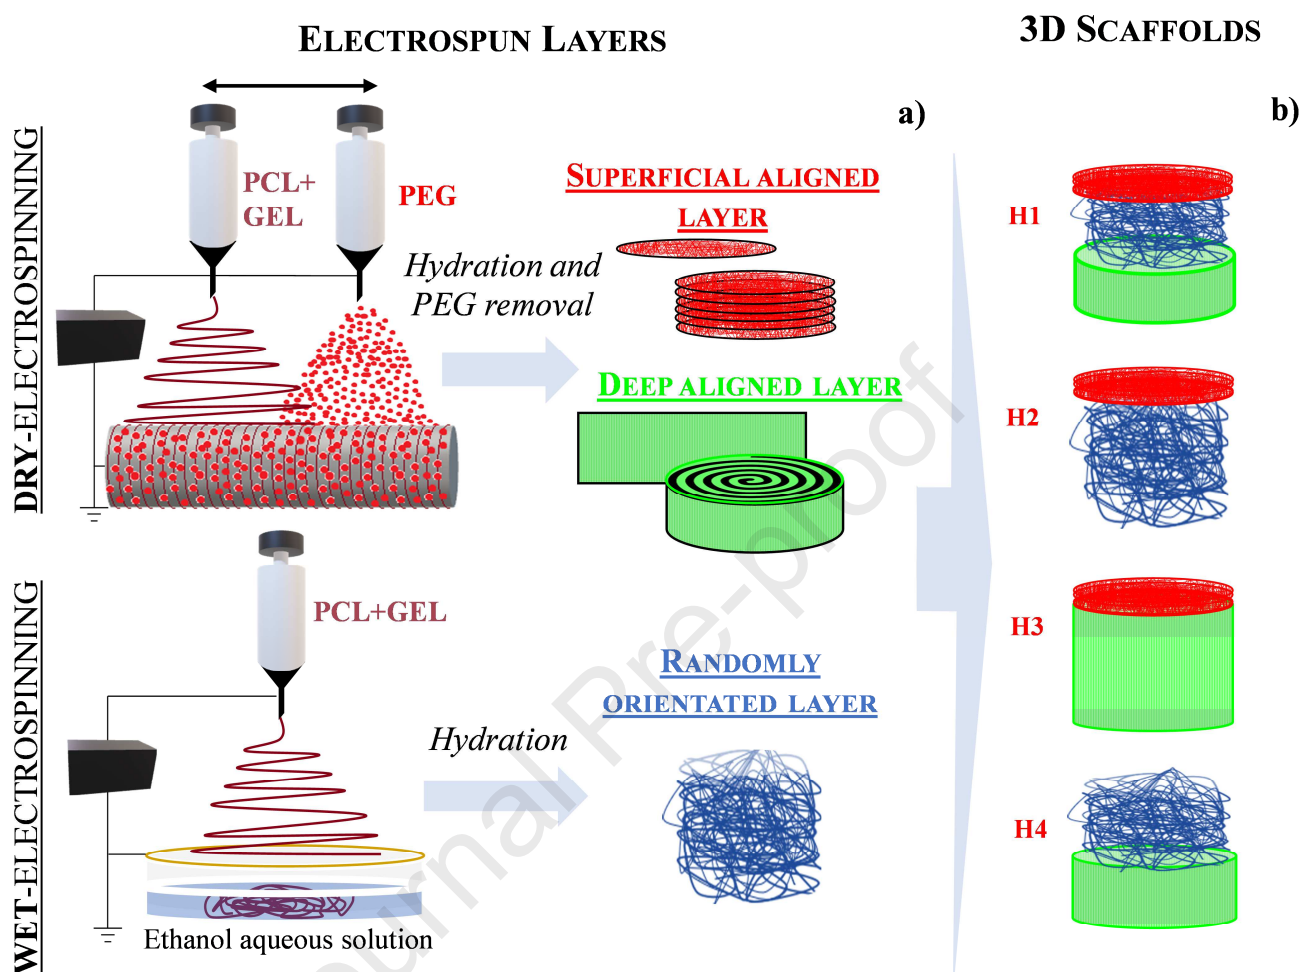 ELECTROSPUN LAYERS
3D SCAFFOLDS
a)
b)
DRY-ELECTROSPINNING
PCL+
GEL
PEG
Hydration and
PEG removal
SUPERFICIAL ALIGNED
LAYER
DEEP ALIGNED LAYER
WET-ELECTROSPINNING
PCL+GEL
Hydration
RANDOMLY
ORIENTATED LAYER
Ethanol aqueous solution
H1
H2
H3
H4
urnal Pre-proof